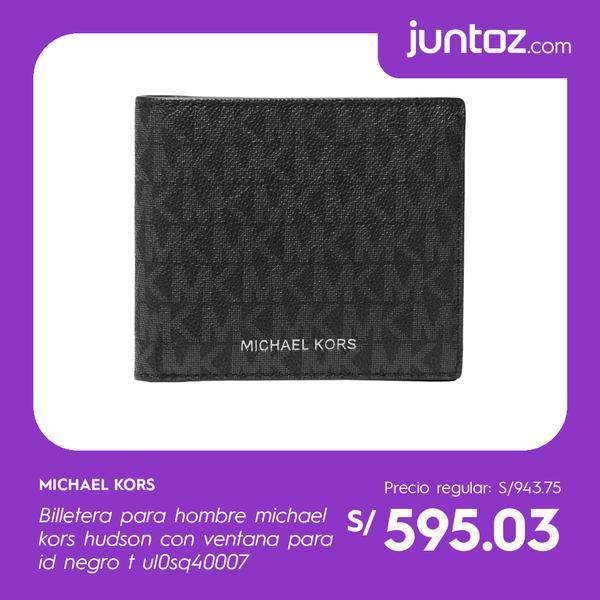 juntoz.com
MICHAEL KORS
MICHAEL KORS
Billetera para hombre michael
kors hudson con ventana para
id negro t ul0sq40007
Precio regular: S/943.75
S/ 595.03